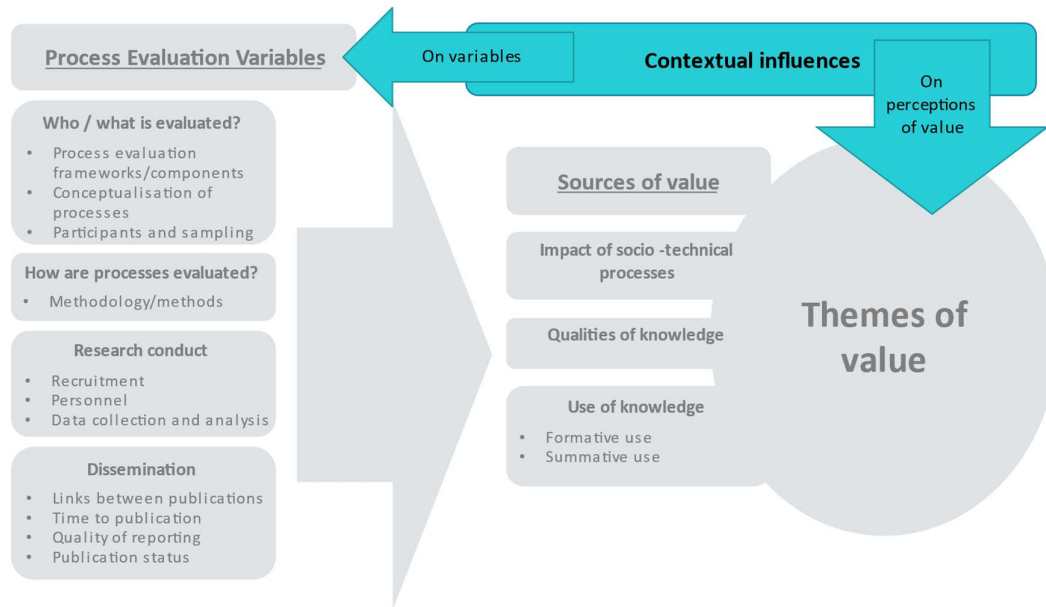 Process Evaluation Variables
On variables
Contextual influences
On
perceptions
of value
Who / what is evaluated?
• Process evaluation
frameworks/components
• Conceptualisation of
processes
• Participants and sampling
How are processes evaluated?
• Methodology/methods
Research conduct
• Recruitment
• Personnel
• Data collection and analysis
Dissemination
• Links between publications
• Time to publication
• Quality of reporting
• Publication status
Sources of value
Impact of socio -technical
processes
Qualities of knowledge
Use of knowledge
• Formative use
• Summative use
Themes of
value